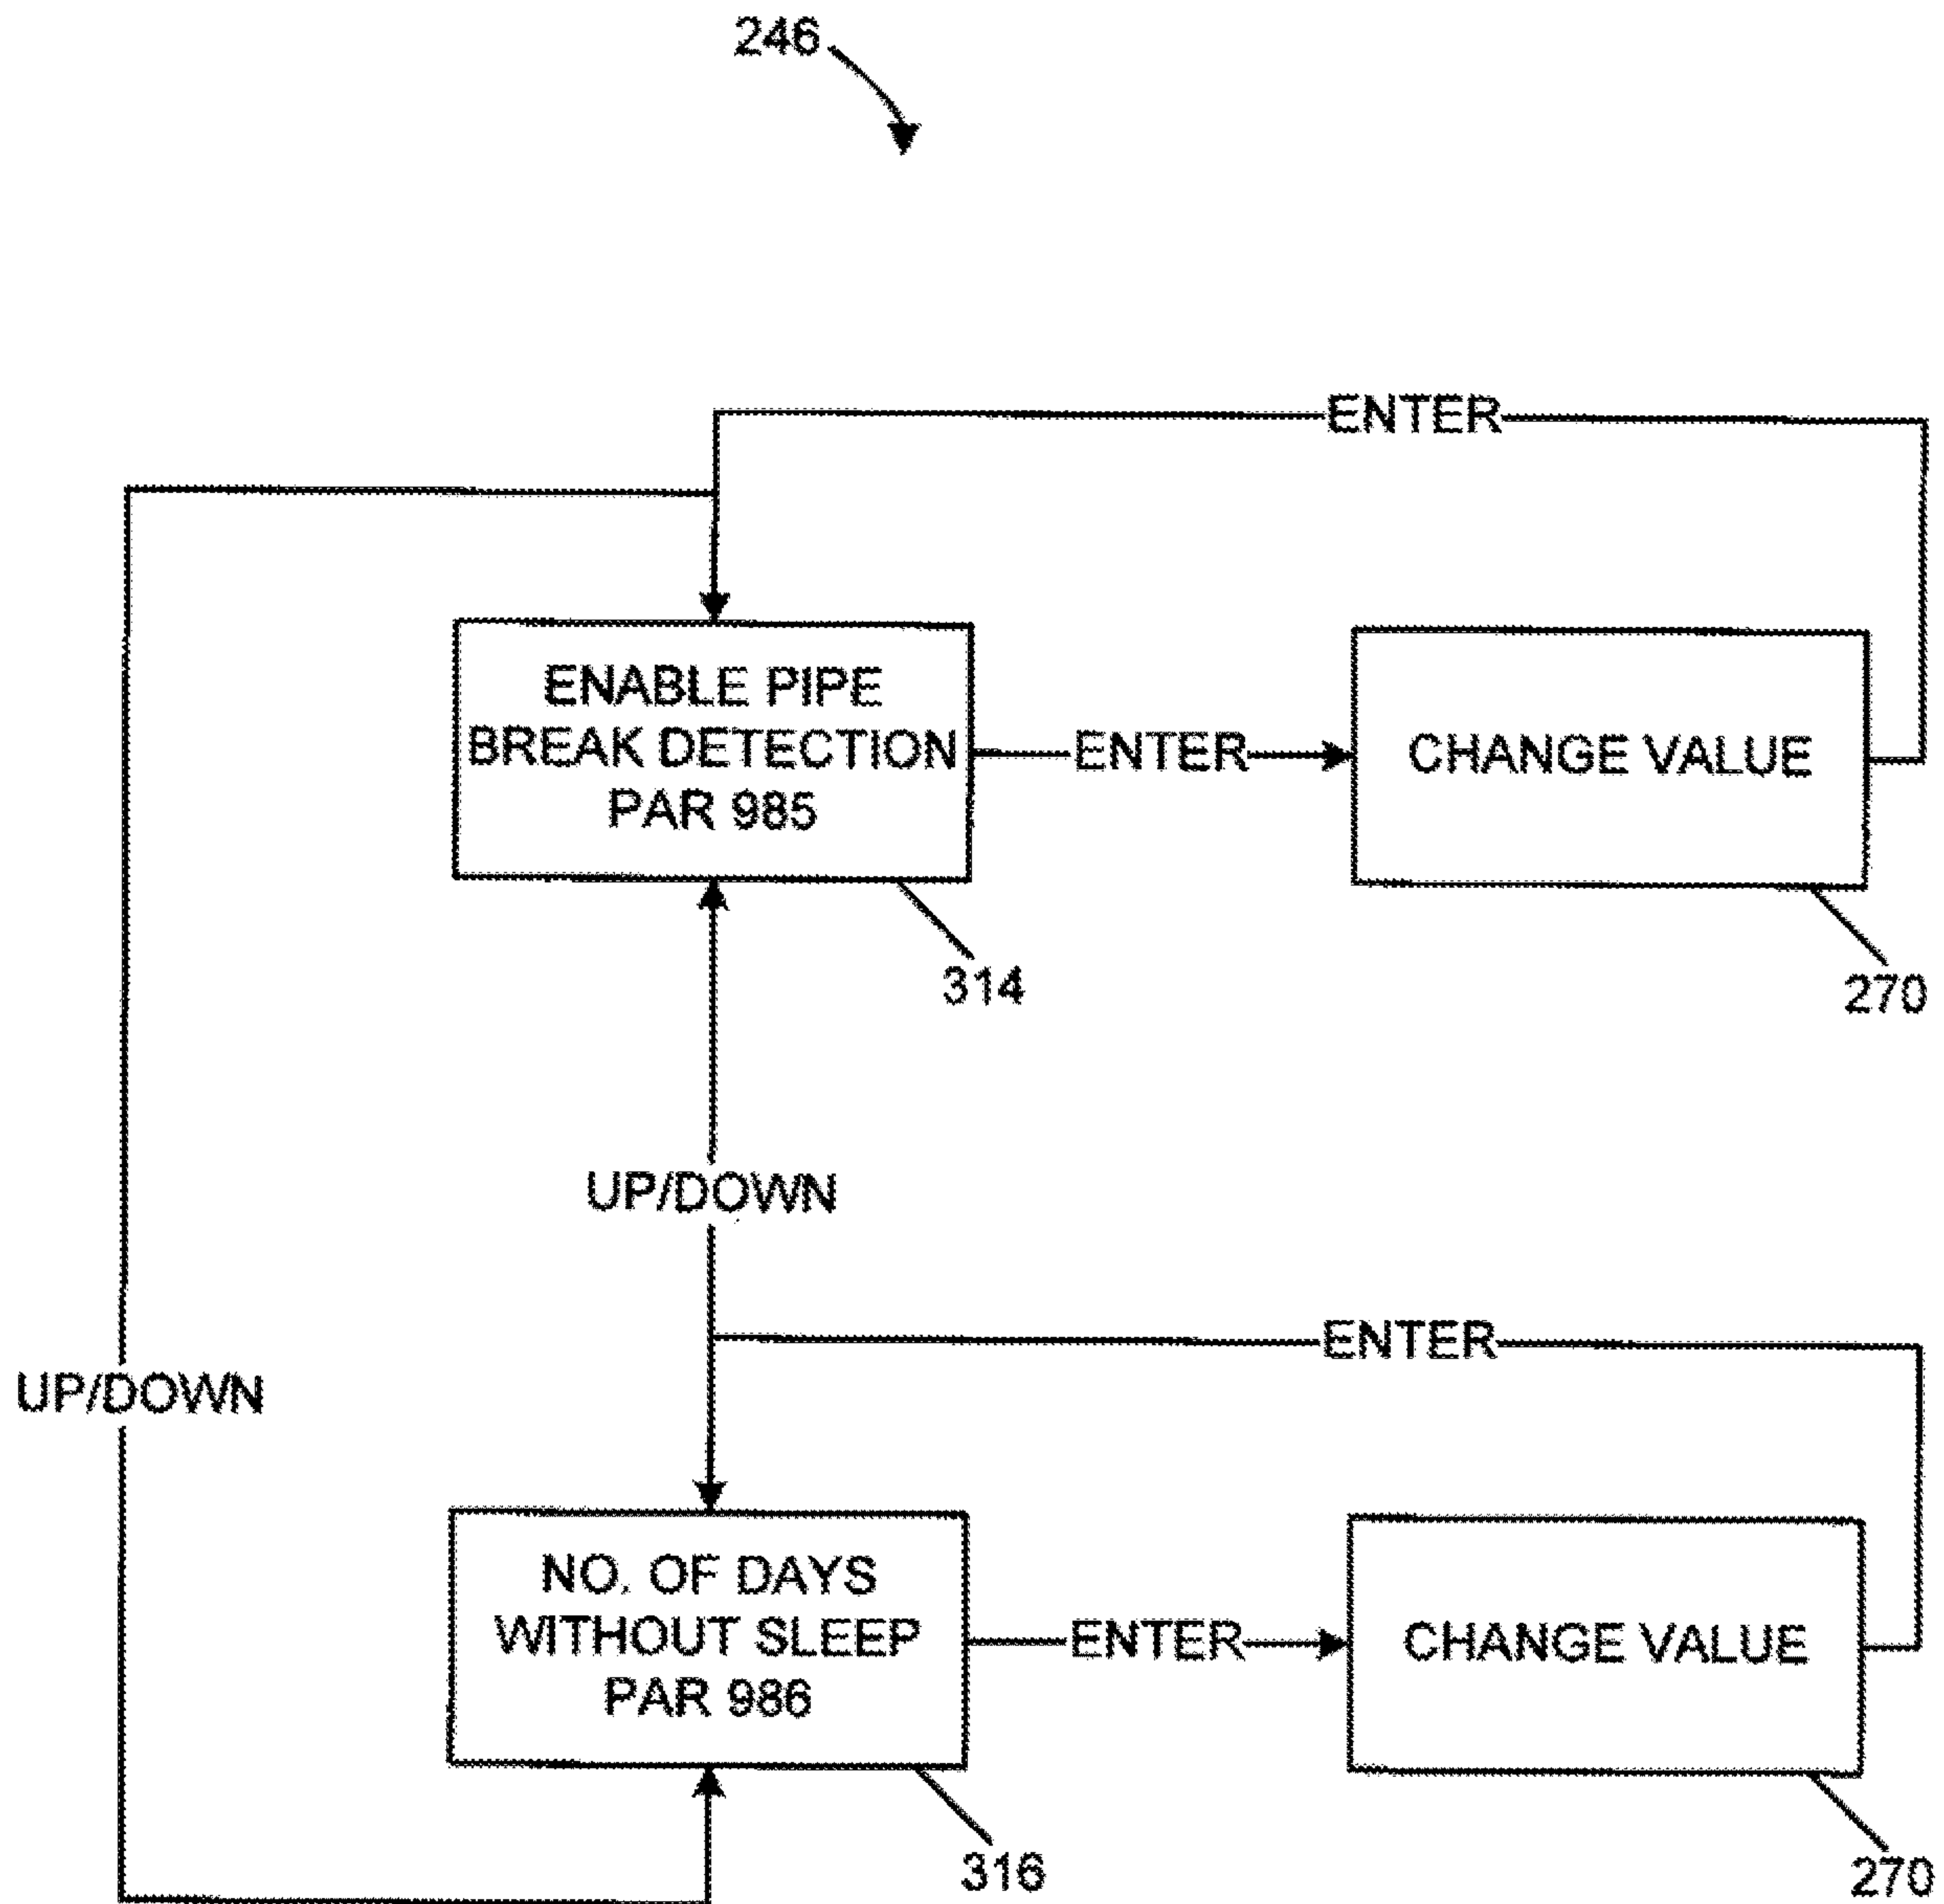 246
ENTER
ENABLE PIPE
BREAK DETECTION
PAR 985
ENTER
CHANGE VALUE
314
270
UP/DOWN
ENTER
UP/DOWN
NO. OF DAYS
WITHOUT SLEEP
PAR 986
ENTER
CHANGE VALUE
316
270